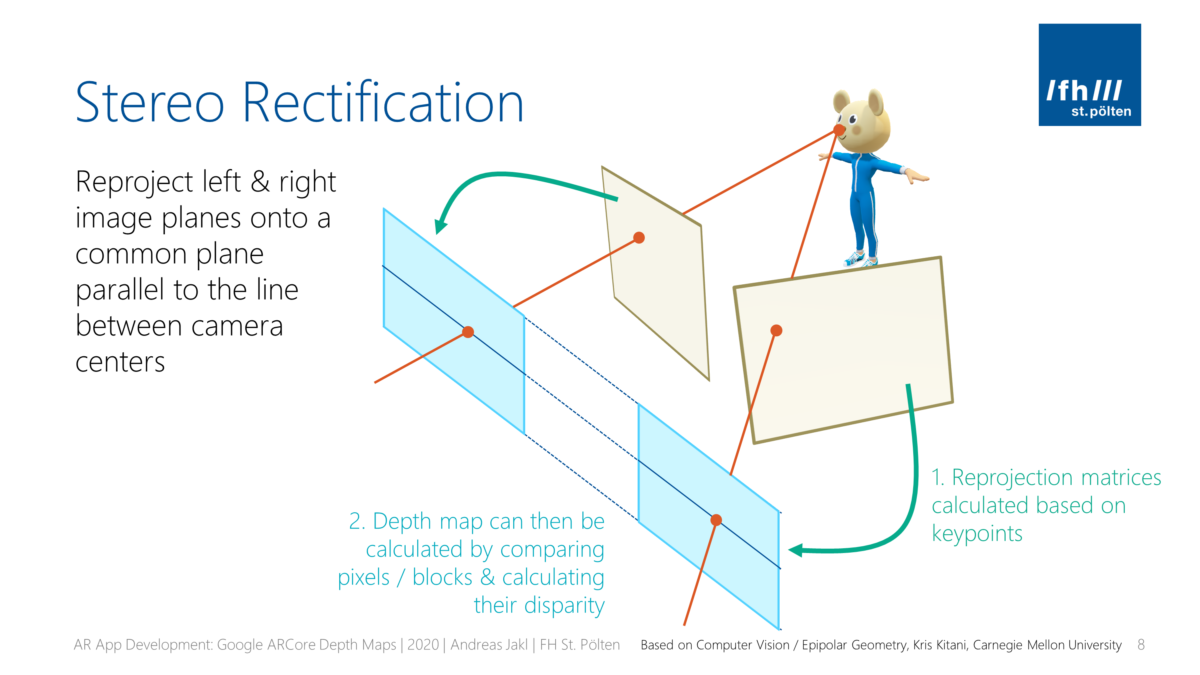 Stereo Rectification
/fh///
st.pölten
Reproject left & right
image planes onto a
common plane
parallel to the line
between camera
centers
1. Reprojection matrices
calculated based on
keypoints
2. Depth map can then be
calculated by comparing
pixels / blocks & calculating
their disparity
AR App Development: Google ARCore Depth Maps | 2020 | Andreas Jakl | FH St. Pölten
Based on Computer Vision / Epipolar Geometry, Kris Kitani, Carnegie Mellon University
8